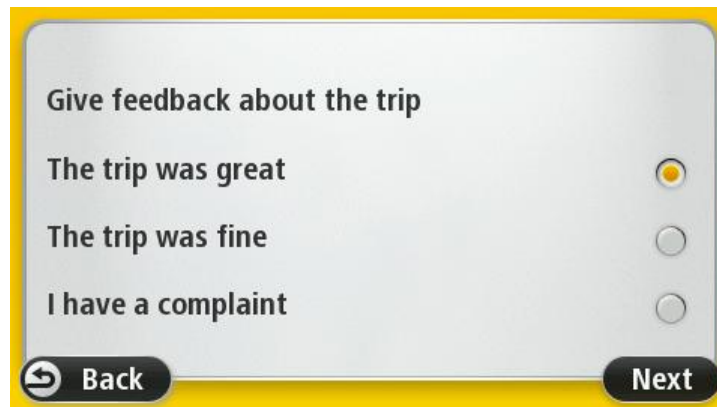 Give feedback about the trip
The trip was great
The trip was fine
I have a complaint
Back
Next